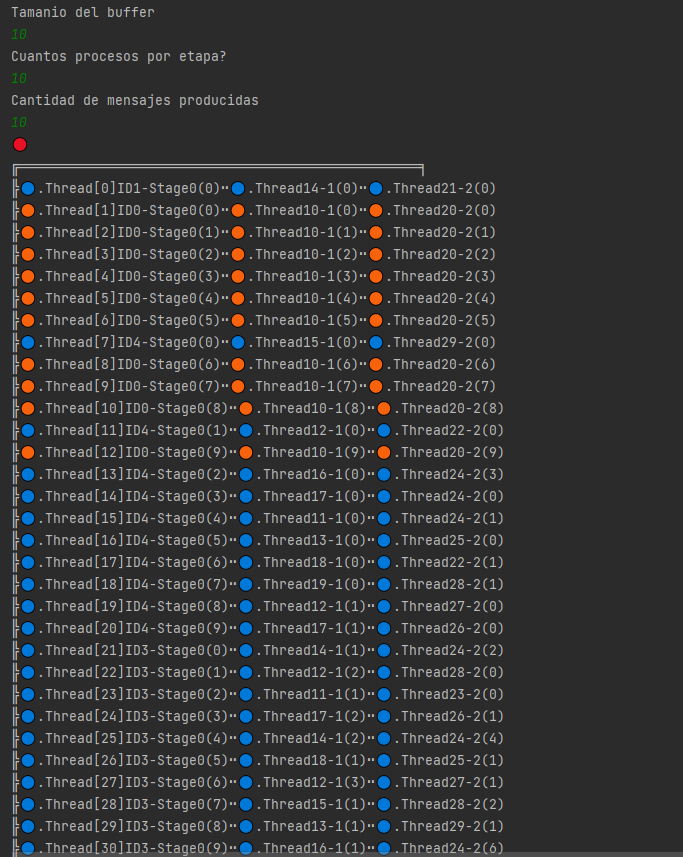 Tamanio del buffer
10
Cuantos procesos por etapa?
10
Cantidad de mensajes producidas
10
🔴
╔══════════════════════════════════════════════════╕
╠🔵.Thread[0]ID1-Stage0(0)··🔵.Thread14-1(0)··🔵.Thread21-2(0)
╠🟠.Thread[1]ID0-Stage0(0)··🟠.Thread10-1(0)··🟠.Thread20-2(0)
╠🟠.Thread[2]ID0-Stage0(1)··🟠.Thread10-1(1)··🟠.Thread20-2(1)
╠🟠.Thread[3]ID0-Stage0(2)··🟠.Thread10-1(2)··🟠.Thread20-2(2)
╠🟠.Thread[4]ID0-Stage0(3)··🟠.Thread10-1(3)··🟠.Thread20-2(3)
╠🟠.Thread[5]ID0-Stage0(4)··🟠.Thread10-1(4)··🟠.Thread20-2(4)
╠🟠.Thread[6]ID0-Stage0(5)··🟠.Thread10-1(5)··🟠.Thread20-2(5)
╠🔵.Thread[7]ID4-Stage0(0)··🔵.Thread15-1(0)··🔵.Thread29-2(0)
╠🟠.Thread[8]ID0-Stage0(6)··🟠.Thread10-1(6)··🟠.Thread20-2(6)
╠🟠.Thread[9]ID0-Stage0(7)··🟠.Thread10-1(7)··🟠.Thread20-2(7)
╠🟠.Thread[10]ID0-Stage0(8)··🟠.Thread10-1(8)··🟠.Thread20-2(8)
╠🔵.Thread[11]ID4-Stage0(1)··🔵.Thread12-1(0)··🔵.Thread22-2(0)
╠🟠.Thread[12]ID0-Stage0(9)··🟠.Thread10-1(9)··🟠.Thread20-2(9)
╠🔵.Thread[13]ID4-Stage0(2)··🔵.Thread16-1(0)··🔵.Thread24-2(3)
╠🔵.Thread[14]ID4-Stage0(3)··🔵.Thread17-1(0)··🔵.Thread24-2(0)
╠🔵.Thread[15]ID4-Stage0(4)··🔵.Thread11-1(0)··🔵.Thread24-2(1)
╠🔵.Thread[16]ID4-Stage0(5)··🔵.Thread13-1(0)··🔵.Thread25-2(0)
╠🔵.Thread[17]ID4-Stage0(6)··🔵.Thread18-1(0)··🔵.Thread22-2(1)
╠🔵.Thread[18]ID4-Stage0(7)··🔵.Thread19-1(0)··🔵.Thread28-2(1)
╠🔵.Thread[19]ID4-Stage0(8)··🔵.Thread12-1(1)··🔵.Thread27-2(0)
╠🔵.Thread[20]ID4-Stage0(9)··🔵.Thread17-1(1)··🔵.Thread26-2(0)
╠🔵.Thread[21]ID3-Stage0(0)··🔵.Thread14-1(1)··🔵.Thread24-2(2)
╠🔵.Thread[22]ID3-Stage0(1)··🔵.Thread12-1(2)··🔵.Thread28-2(0)
╠🔵.Thread[23]ID3-Stage0(2)··🔵.Thread11-1(1)··🔵.Thread23-2(0)
╠🔵.Thread[24]ID3-Stage0(3)··🔵.Thread17-1(2)··🔵.Thread26-2(1)
╠🔵.Thread[25]ID3-Stage0(4)··🔵.Thread14-1(2)··🔵.Thread24-2(4)
╠🔵.Thread[26]ID3-Stage0(5)··🔵.Thread18-1(1)··🔵.Thread25-2(1)
╠🔵.Thread[27]ID3-Stage0(6)··🔵.Thread12-1(3)··🔵.Thread27-2(1)
╠🔵.Thread[28]ID3-Stage0(7)··🔵.Thread15-1(1)··🔵.Thread28-2(2)
╠🔵.Thread[29]ID3-Stage0(8)··🔵.Thread13-1(1)··🔵.Thread29-2(1)
╠🔵.Thread[30]ID3-Stage0(9)··🔵.Thread16-1(1)··🔵.Thread24-2(6)